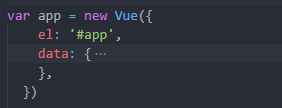 var app = new Vue({
    el: '#app',
    data: {···
    },
  })